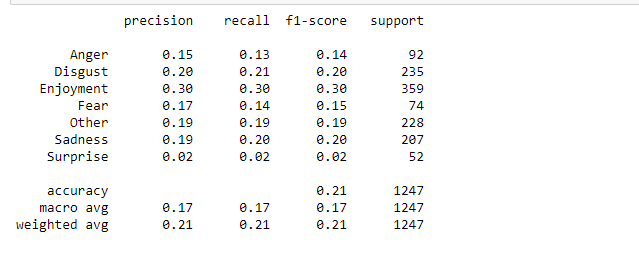 precision recall f1-score support
Anger 0.15 0.13 0.14 92
Disgust 0.20 0.21 0.20 235
Enjoyment 0.30 0.30 0.30 359
Fear 0.17 0.14 0.15 74
Other 0.19 0.19 0.19 228
Sadness 0.19 0.20 0.20 207
Surprise 0.02 0.02 0.02 52
accuracy 0.21 1247
macro avg 0.17 0.17 0.17 1247
weighted avg 0.21 0.21 0.21 1247